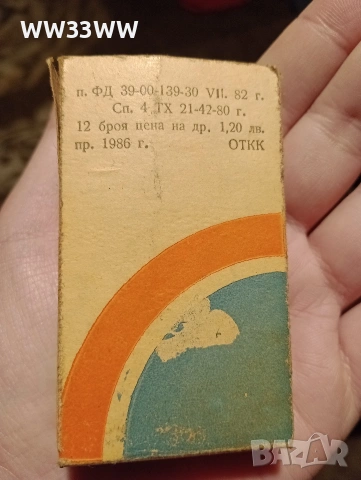 WW33WW
п. ФД 39-00-139-30 VII. 82 г.
Сп. 4 ТХ 21-42-80 г.
12 броя цена на др. 1,20 лв.
пр. 1986 г. ОТКК
BAZAR